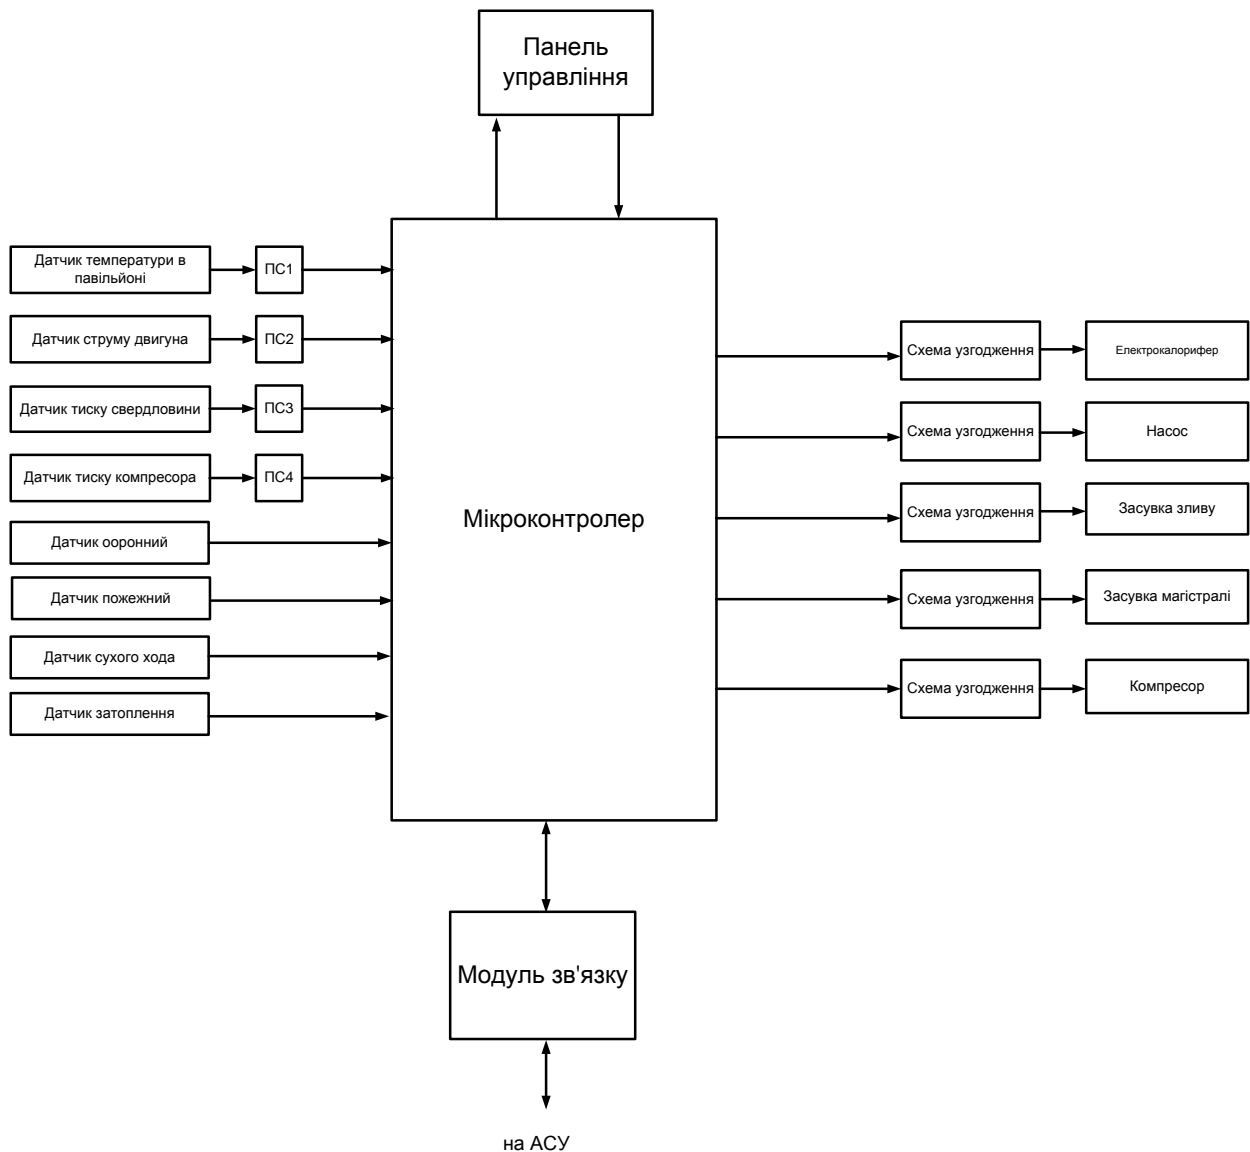 Панель
управління
Датчик температури в
павільйоні
ПС1
Датчик струму двигуна
ПС2
Датчик тиску свердловини
ПС3
Датчик тиску компресора
ПС4
Датчик ооронний
Датчик пожежний
Датчик сухого хода
Датчик затоплення
Мікроконтролер
Схема узгодження
Електрокалорифер
Схема узгодження
Насос
Схема узгодження
Засувка зливу
Схема узгодження
Засувка магістралі
Схема узгодження
Компресор
Модуль зв'язку
на АСУ